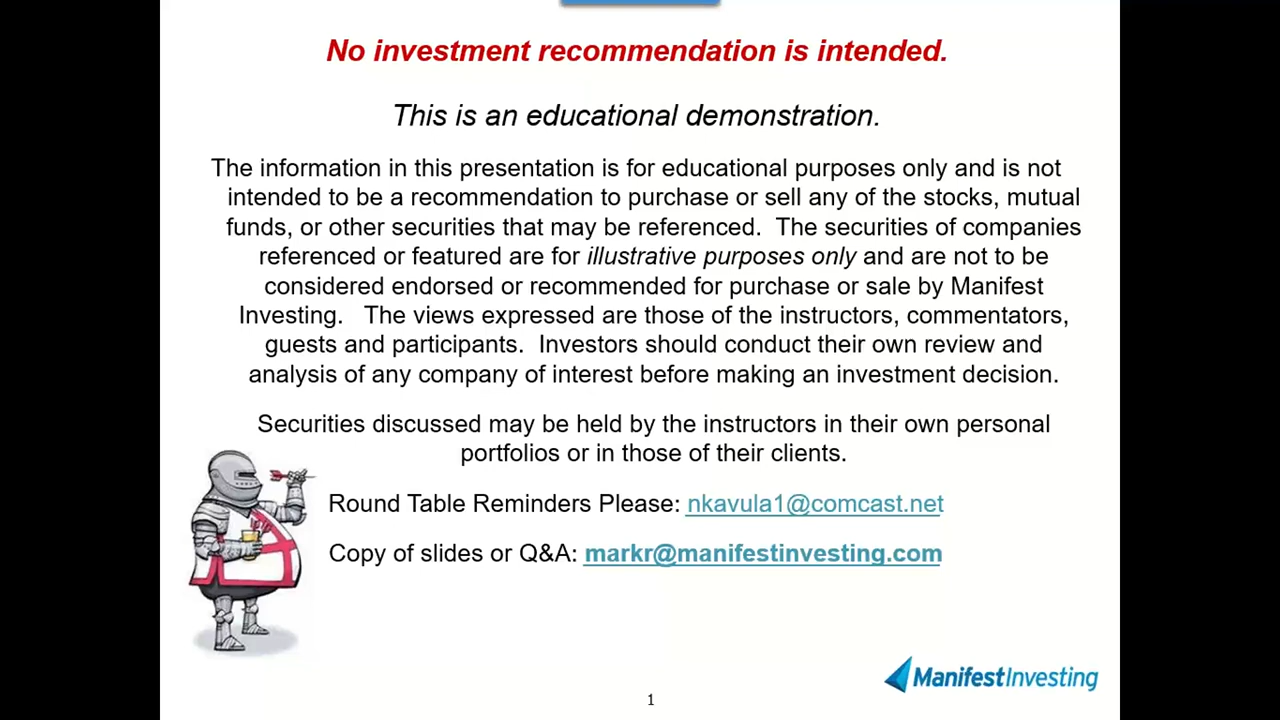 No investment recommendation is intended.
This is an educational demonstration.
The information in this presentation is for educational purposes only and is not
intended to be a recommendation to purchase or sell any of the stocks, mutual
funds, or other securities that may be referenced. The securities of companies
referenced or featured are for illustrative purposes only and are not to be
considered endorsed or recommended for purchase or sale by Manifest
Investing. The views expressed are those of the instructors, commentators,
guests and participants. Investors should conduct their own review and
analysis of any company of interest before making an investment decision.
Securities discussed may be held by the instructors in their own personal
portfolios or in those of their clients.
Round Table Reminders Please: nkavula1@comcast.net
Copy of slides or Q&A: markr@manifestinvesting.com
ManifestInvesting
1